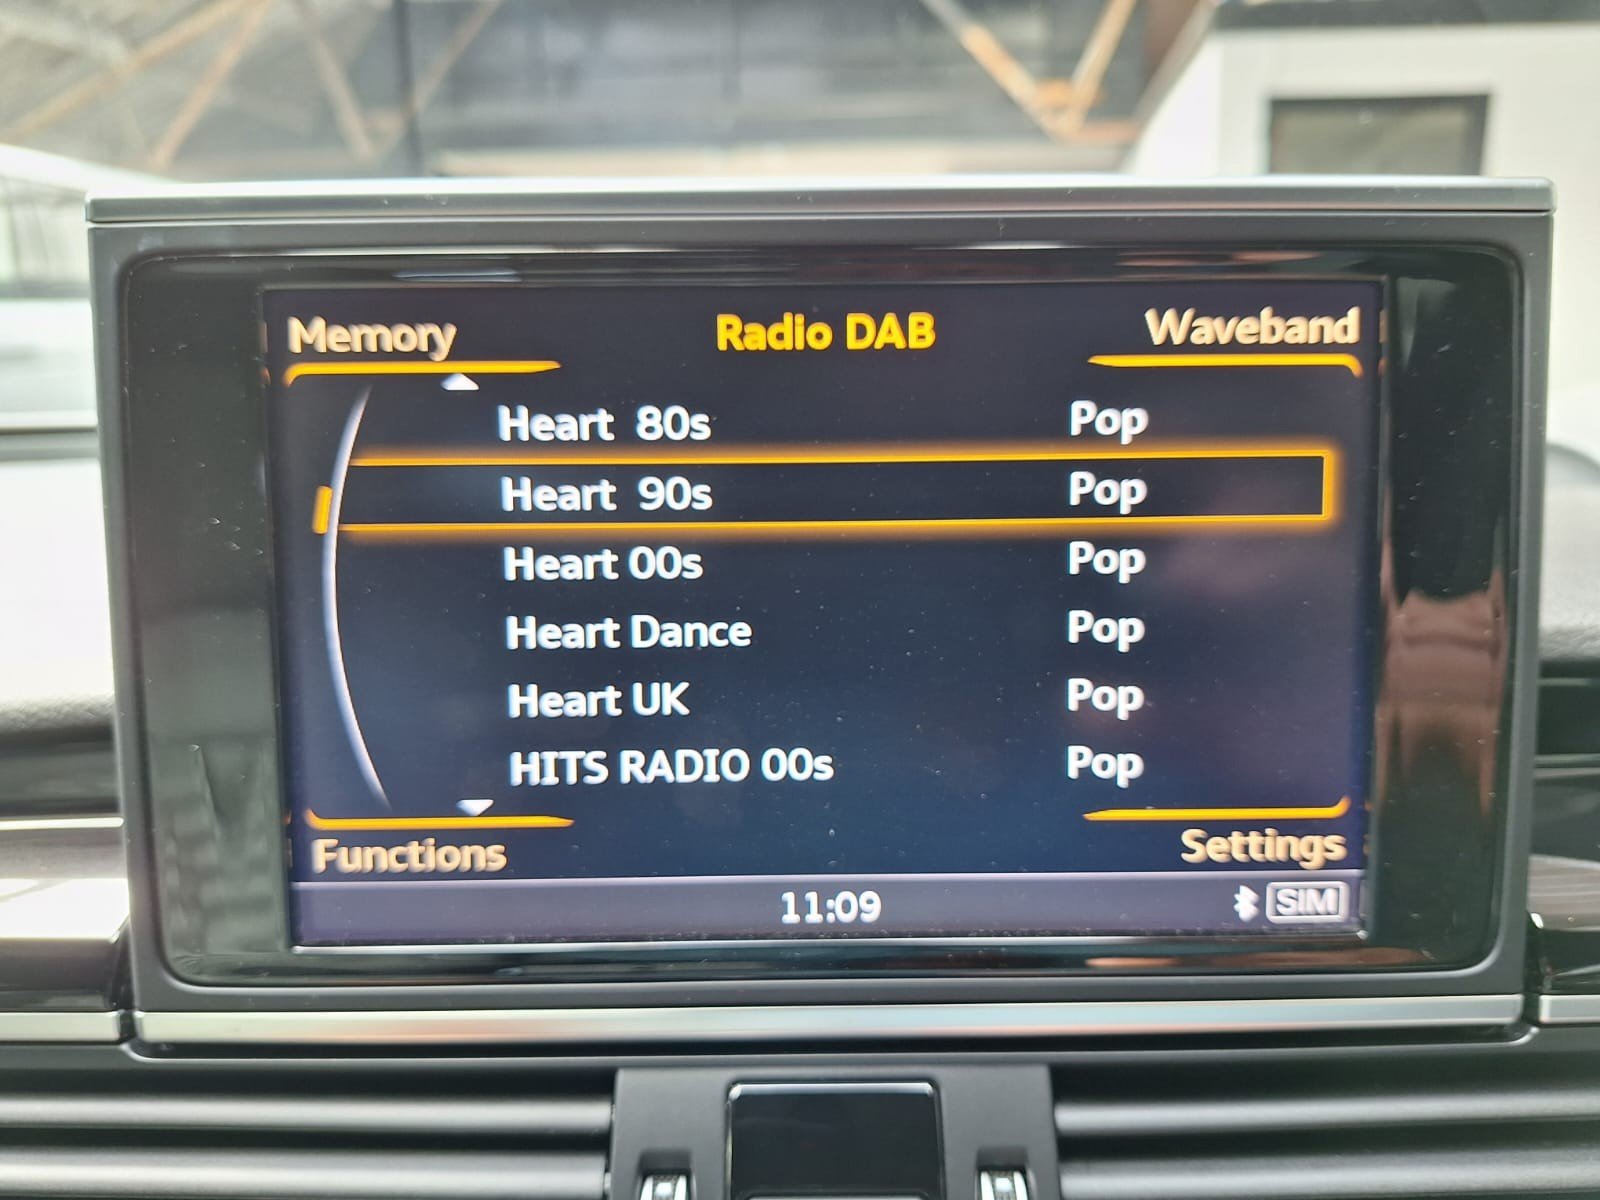 Memory Radio DAB Waveband
Heart  80s Pop
Heart  90s Pop
Heart 00s Pop
Heart Dance Pop
Heart UK Pop
HITS RADIO 00s Pop
Functions Settings
11:09 SIM